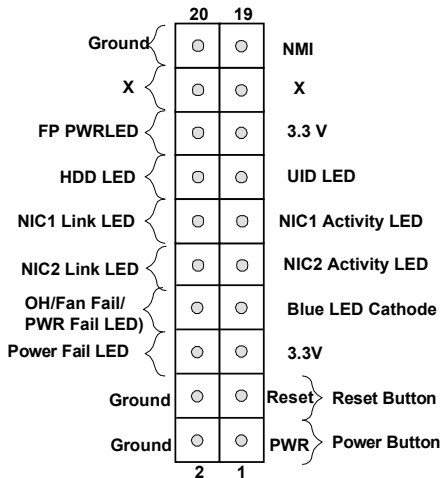 20 19
Ground NMI
X X
FP PWRLED 3.3 V
HDD LED UID LED
NIC1 Link LED NIC1 Activity LED
NIC2 Link LED NIC2 Activity LED
OH/Fan Fail/
PWR Fail LED) Blue LED Cathode
Power Fail LED 3.3V
Ground Reset Reset Button
Ground PWR Power Button
2 1